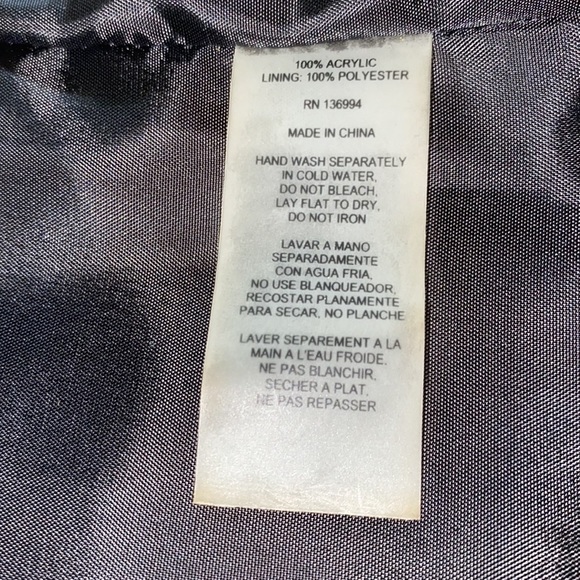 100% ACRYLIC
LINING: 100% POLYESTER
RN 136994
MADE IN CHINA
HAND WASH SEPARATELY
IN COLD WATER,
DO NOT BLEACH,
LAY FLAT TO DRY,
DO NOT IRON
LAVAR A MANO
SEPARADAMENTE
CON AGUA FRIA,
NO USE BLANQUEADOR,
RECOSTAR PLANAMENTE
PARA SECAR, NO PLANCHE
LAVER SEPAREMENT A LA
MAIN A L'EAU FROIDE,
NE PAS BLANCHIR,
SECHER A PLAT,
NE PAS REPASSER